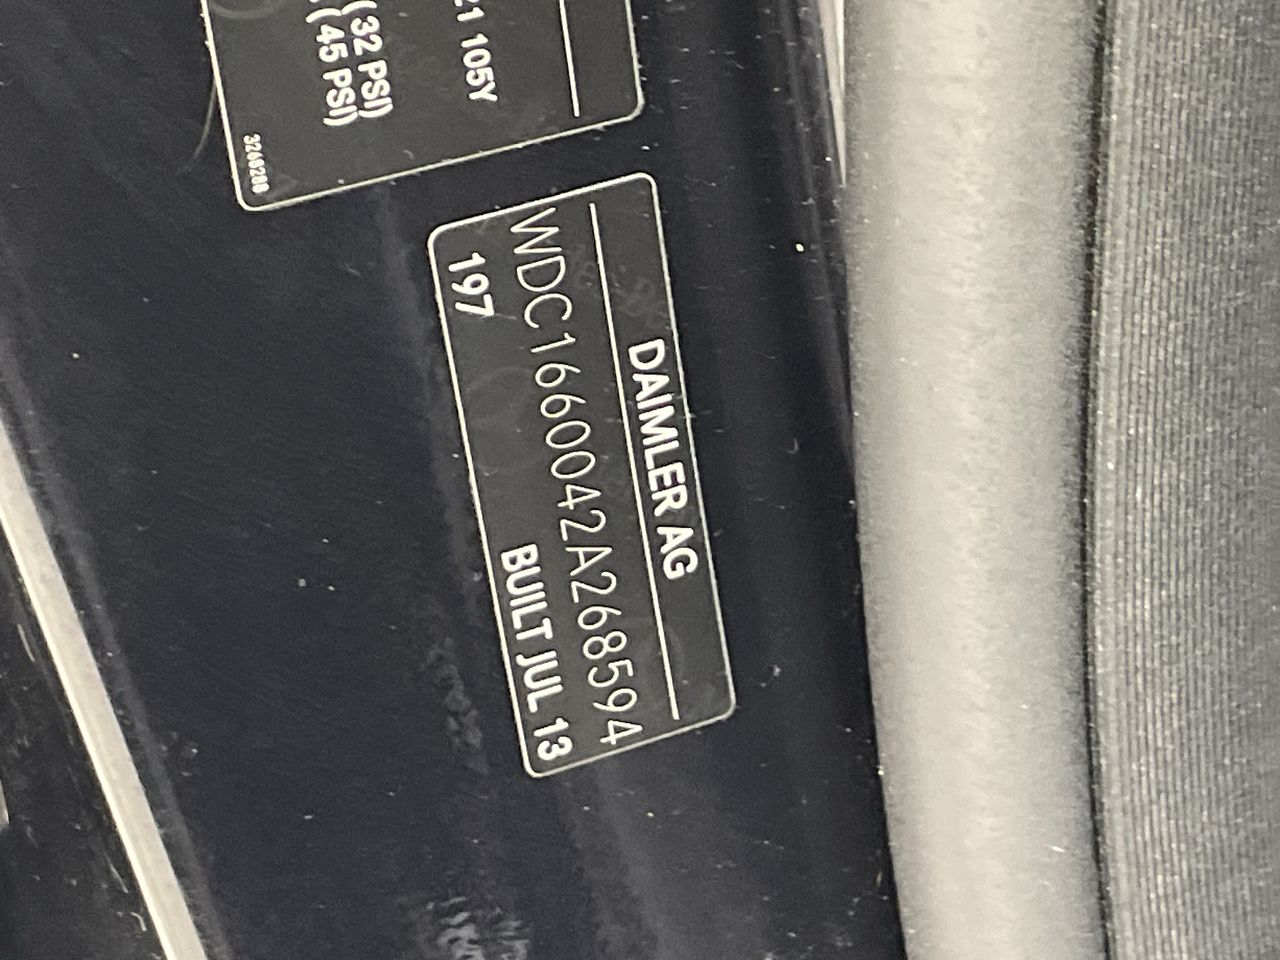 21 105Y
(32 PSI)
(45 PSI)
DAIMLER AG
WDC1660042A268594
197
BUILT JUL 13